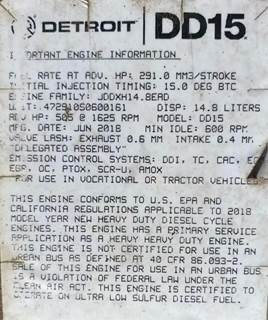 DETROIT DD15
IMPORTANT ENGINE INFORMATION
FUEL RATE AT ADV. HP: 291.0 MM3/STROKE
INITIAL INJECTION TIMING: 15.0 DEG BTC
ENGINE FAMILY: JDDXH14.8EAD
UNIT: 472910S0600161 DISP: 14.8 LITERS
ADV HP: 505 @ 1625 RPM MODEL: DD15
MFG. DATE: JUN 2018 MIN IDLE: 600 RPM
VALVE LASH: EXHAUST 0.6 MM INTAKE 0.4 MM
"DELEGATED ASSEMBLY"
EMISSION CONTROL SYSTEMS: DDI, TC, CAC, ECM
EGR, OC, PTOX, SCR-U, AMOX
FOR USE IN VOCATIONAL OR TRACTOR VEHICLES
THIS ENGINE CONFORMS TO U.S. EPA AND
CALIFORNIA REGULATIONS APPLICABLE TO 2018
MODEL YEAR NEW HEAVY DUTY DIESEL CYCLE
ENGINES. THIS ENGINE HAS A PRIMARY SERVICE
APPLICATION AS A HEAVY HEAVY DUTY ENGINE.
THIS ENGINE IS NOT CERTIFIED FOR USE IN AN
URBAN BUS AS DEFINED AT 40 CFR 86.093-2.
SALE OF THIS ENGINE FOR USE IN AN URBAN BUS
IS A VIOLATION OF FEDERAL LAW UNDER THE
CLEAN AIR ACT. THIS ENGINE IS CERTIFIED TO
OPERATE ON ULTRA LOW SULFUR DIESEL FUEL.